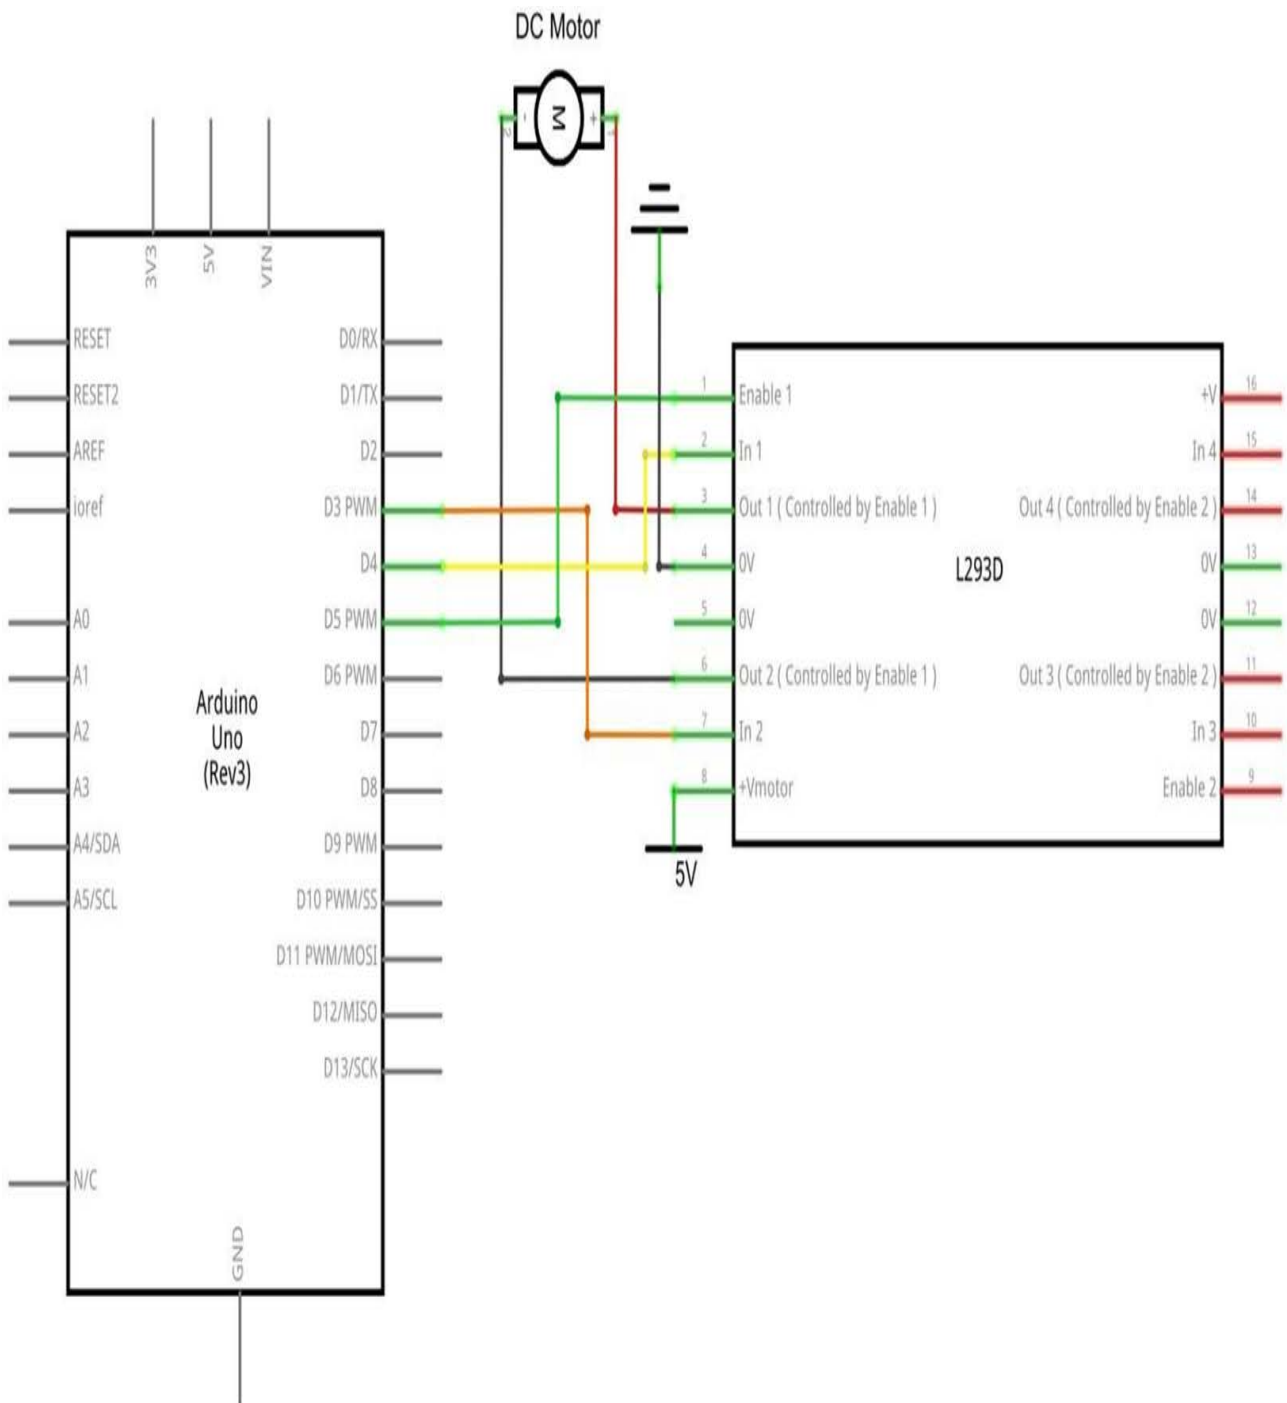 DC Motor
- M +
2 1
3V3 5V VIN
RESET
RESET2
AREF
ioref
A0
A1
A2
A3
A4/SDA
A5/SCL
N/C
D0/RX
D1/TX
D2
D3 PWM
D4
D5 PWM
D6 PWM
D7
D8
D9 PWM
D10 PWM/SS
D11 PWM/MOSI
D12/MISO
D13/SCK
Arduino
Uno
(Rev3)
GND
1 Enable 1
2 In 1
3 Out 1 ( Controlled by Enable 1 )
4 0V
5 0V
6 Out 2 ( Controlled by Enable 1 )
7 In 2
8 +Vmotor
5V
L293D
+V 16
In 4 15
Out 4 ( Controlled by Enable 2 ) 14
0V 13
0V 12
Out 3 ( Controlled by Enable 2 ) 11
In 3 10
Enable 2 9